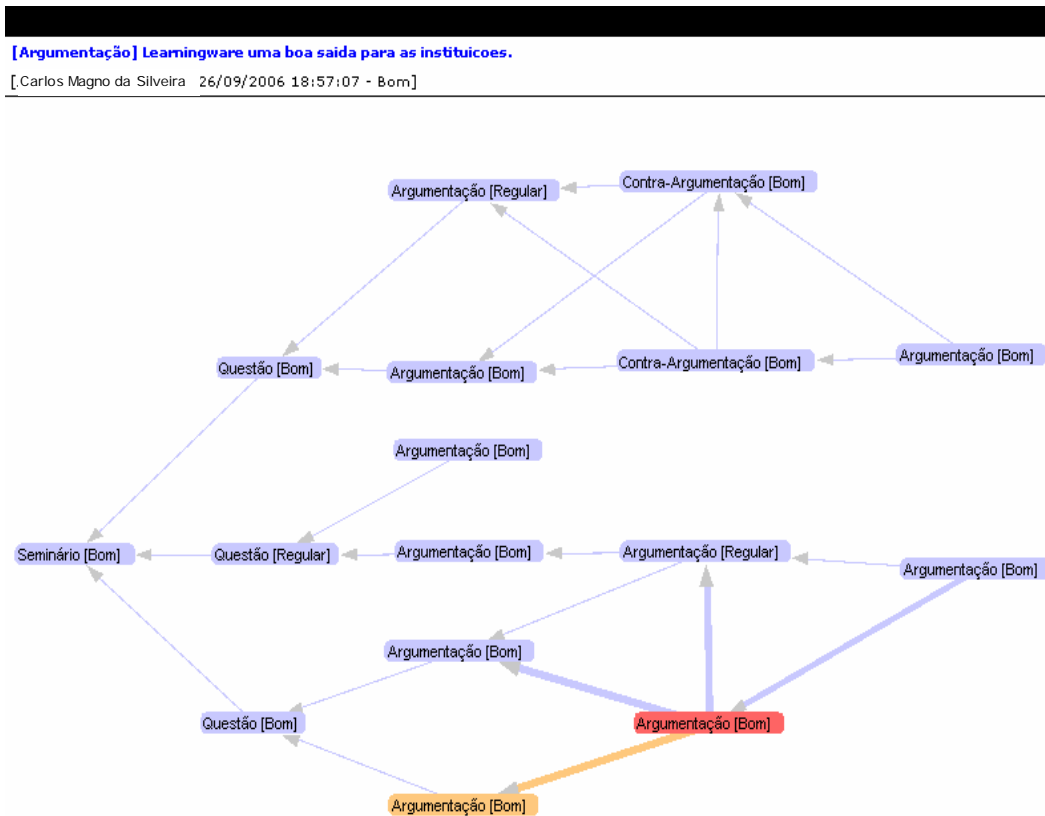 [Argumentação] Learningware uma boa saida para as instituicoes.
[.Carlos Magno da Silveira 26/09/2006 18:57:07 - Bom]
Contra-Argumentação [Bom]
Argumentação [Regular]
Argumentação [Bom]
Contra-Argumentação [Bom]
Questão [Bom]
Argumentação [Bom]
Argumentação [Bom]
Seminário [Bom]
Questão [Regular]
Argumentação [Bom]
Argumentação [Regular]
Argumentação [Bom]
Argumentação [Bom]
Questão [Bom]
Argumentação [Bom]
Argumentação [Bom]